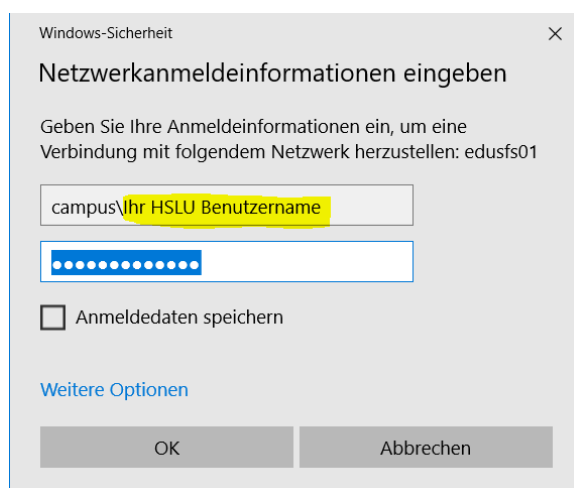 Windows-Sicherheit
Netzwerkanmeldeinformationen eingeben
Geben Sie Ihre Anmeldeinformationen ein, um eine
Verbindung mit folgendem Netzwerk herzustellen: edusfs01
campus\Ihr HSLU Benutzername
●●●●●●●●●●●●●
Anmeldedaten speichern
Weitere Optionen
OK
Abbrechen